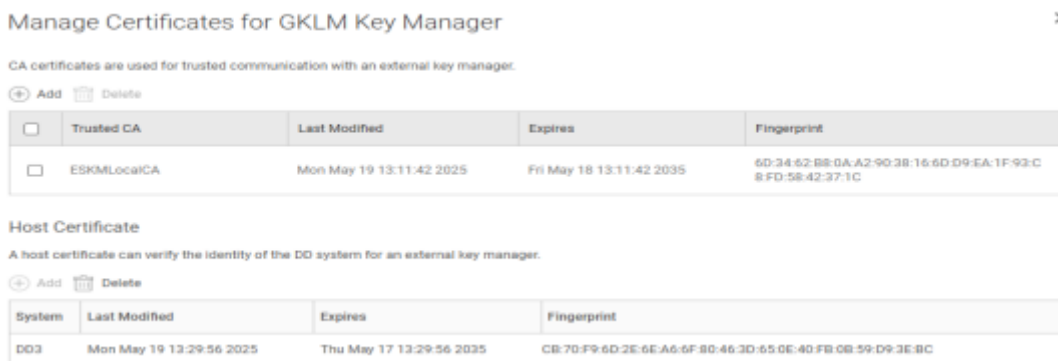 Manage Certificates for GKLM Key Manager
CA certificates are used for trusted communication with an external key manager.
Add Delete
Trusted CA Last Modified Expires Fingerprint
ESKMLocalCA Mon May 19 13:11:42 2025 Fri May 18 13:11:42 2035 6D:34:62:B8:0A:A2:90:38:16:6D:D9:EA:1F:93:C
8:FD:58:42:37:1C
Host Certificate
A host certificate can verify the identity of the DD system for an external key manager.
Add Delete
System Last Modified Expires Fingerprint
DD3 Mon May 19 13:29:56 2025 Thu May 17 13:29:56 2035 CB:70:F9:6D:2E:6E:A6:6F:80:46:3D:65:0E:40:FB:0B:59:D9:3E:BC